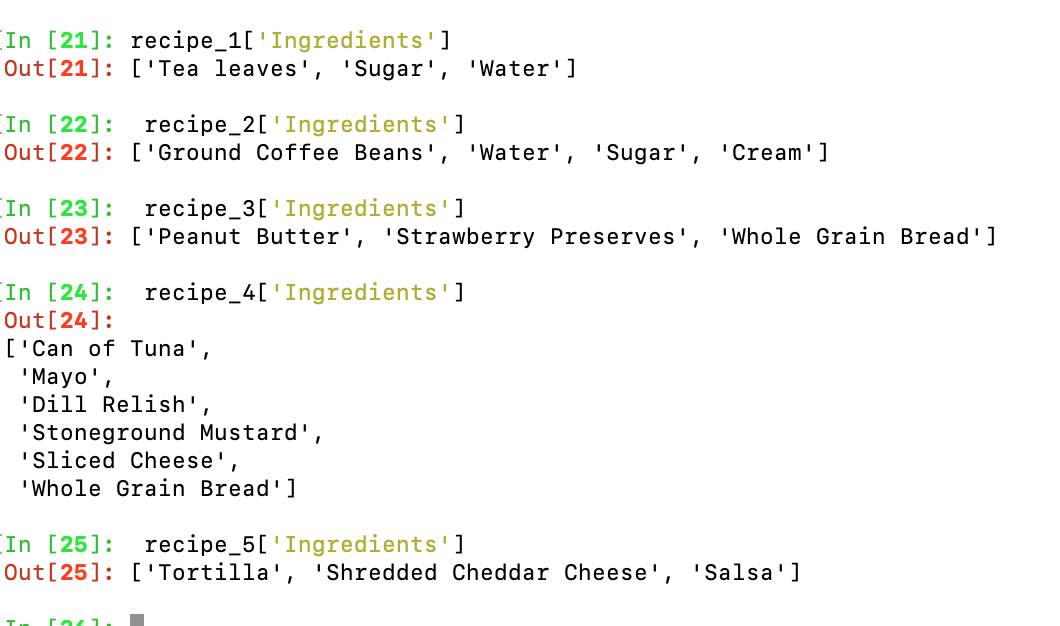 In [21]: recipe_1['Ingredients']
Out[21]: ['Tea leaves', 'Sugar', 'Water']
In [22]:  recipe_2['Ingredients']
Out[22]: ['Ground Coffee Beans', 'Water', 'Sugar', 'Cream']
In [23]:  recipe_3['Ingredients']
Out[23]: ['Peanut Butter', 'Strawberry Preserves', 'Whole Grain Bread']
In [24]:  recipe_4['Ingredients']
Out[24]:
['Can of Tuna',
 'Mayo',
 'Dill Relish',
 'Stoneground Mustard',
 'Sliced Cheese',
 'Whole Grain Bread']
In [25]:  recipe_5['Ingredients']
Out[25]: ['Tortilla', 'Shredded Cheddar Cheese', 'Salsa']
In [26]: